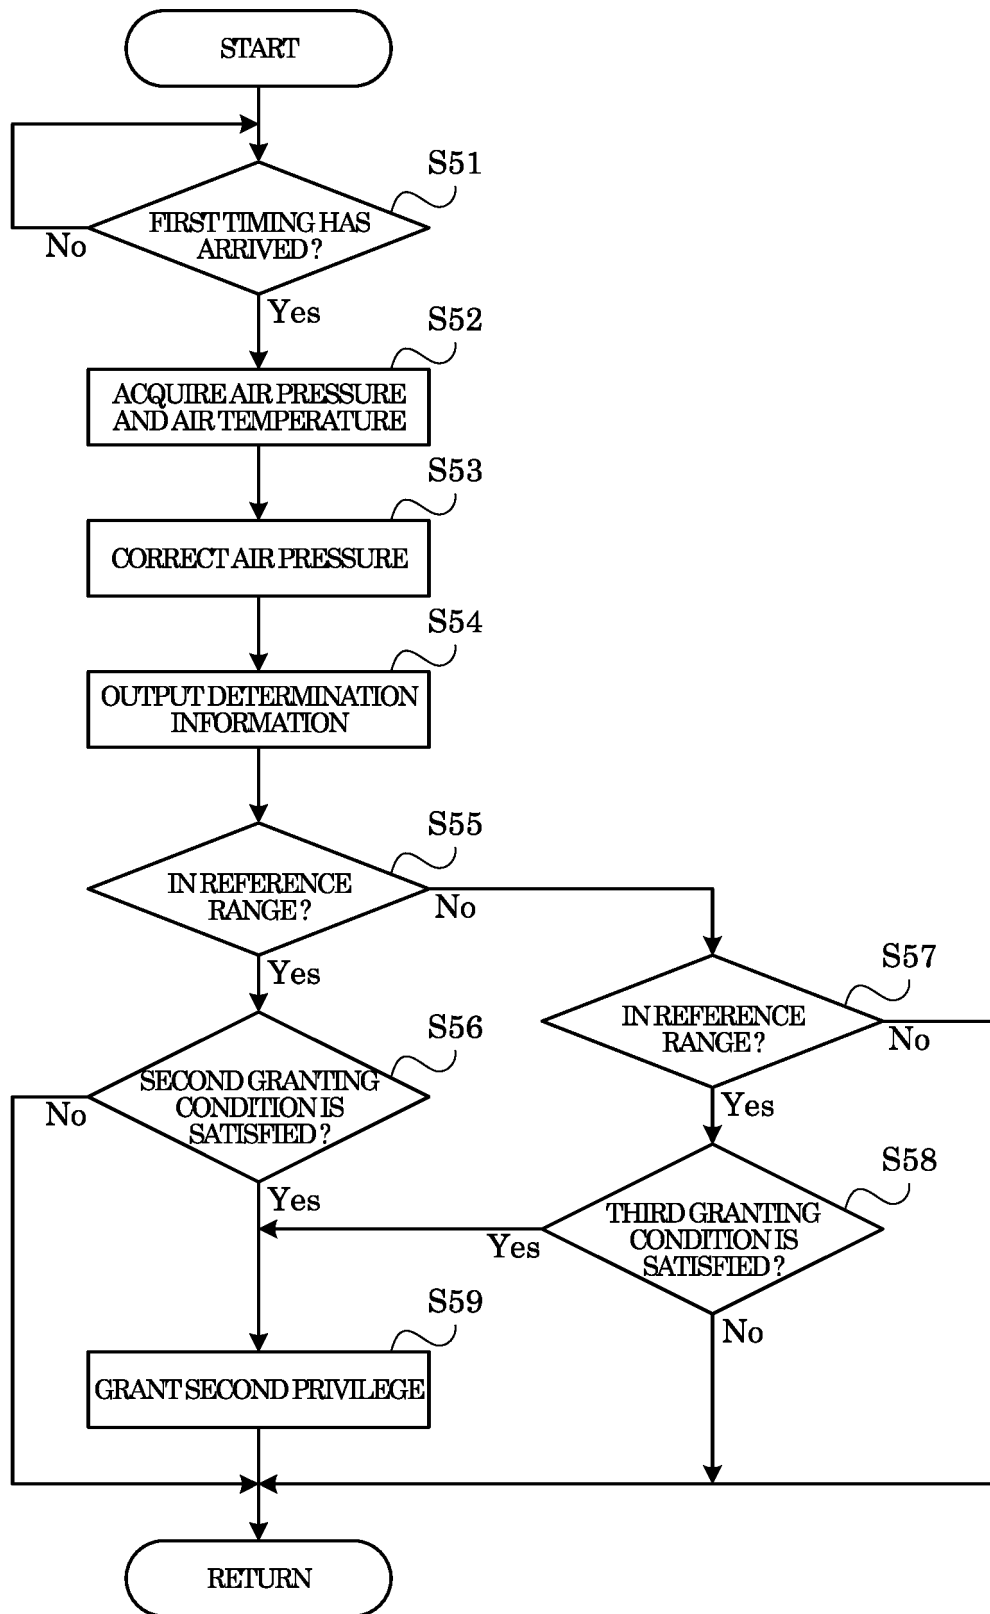 START
S51
FIRST TIMING HAS
ARRIVED?
No
Yes
S52
ACQUIRE AIR PRESSURE
AND AIR TEMPERATURE
S53
CORRECT AIR PRESSURE
S54
OUTPUT DETERMINATION
INFORMATION
S55
IN REFERENCE
RANGE?
No
Yes
S57
IN REFERENCE
RANGE?
No
Yes
S56
SECOND GRANTING
CONDITION IS
SATISFIED?
No
Yes
S58
THIRD GRANTING
CONDITION IS
SATISFIED?
Yes
No
S59
GRANT SECOND PRIVILEGE
RETURN